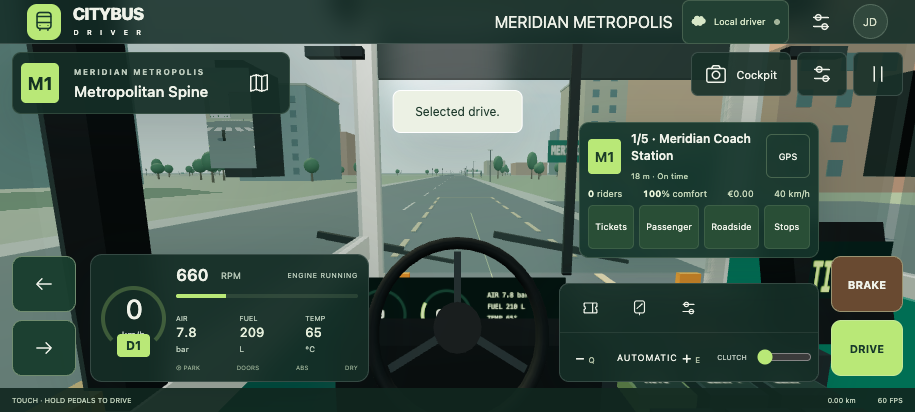 CITYBUS
DRIVER
MERIDIAN METROPOLIS
Local driver
JD
M1
MERIDIAN METROPOLIS
Metropolitan Spine
Cockpit
Selected drive.
M1
1/5 · Meridian Coach
Station
18 m · On time
GPS
0 riders
100% comfort
€0.00
40 km/h
Tickets
Passenger
Roadside
Stops
660 RPM
ENGINE RUNNING
0
D1
AIR
7.8
bar
FUEL
209
L
TEMP
65
°C
PARK
DOORS
ABS
DRY
AIR 7.8 bar
FUEL 210 L
TEMP 65°
− Q
AUTOMATIC
+ E
CLUTCH
BRAKE
DRIVE
TOUCH · HOLD PEDALS TO DRIVE
0.00 km
60 FPS